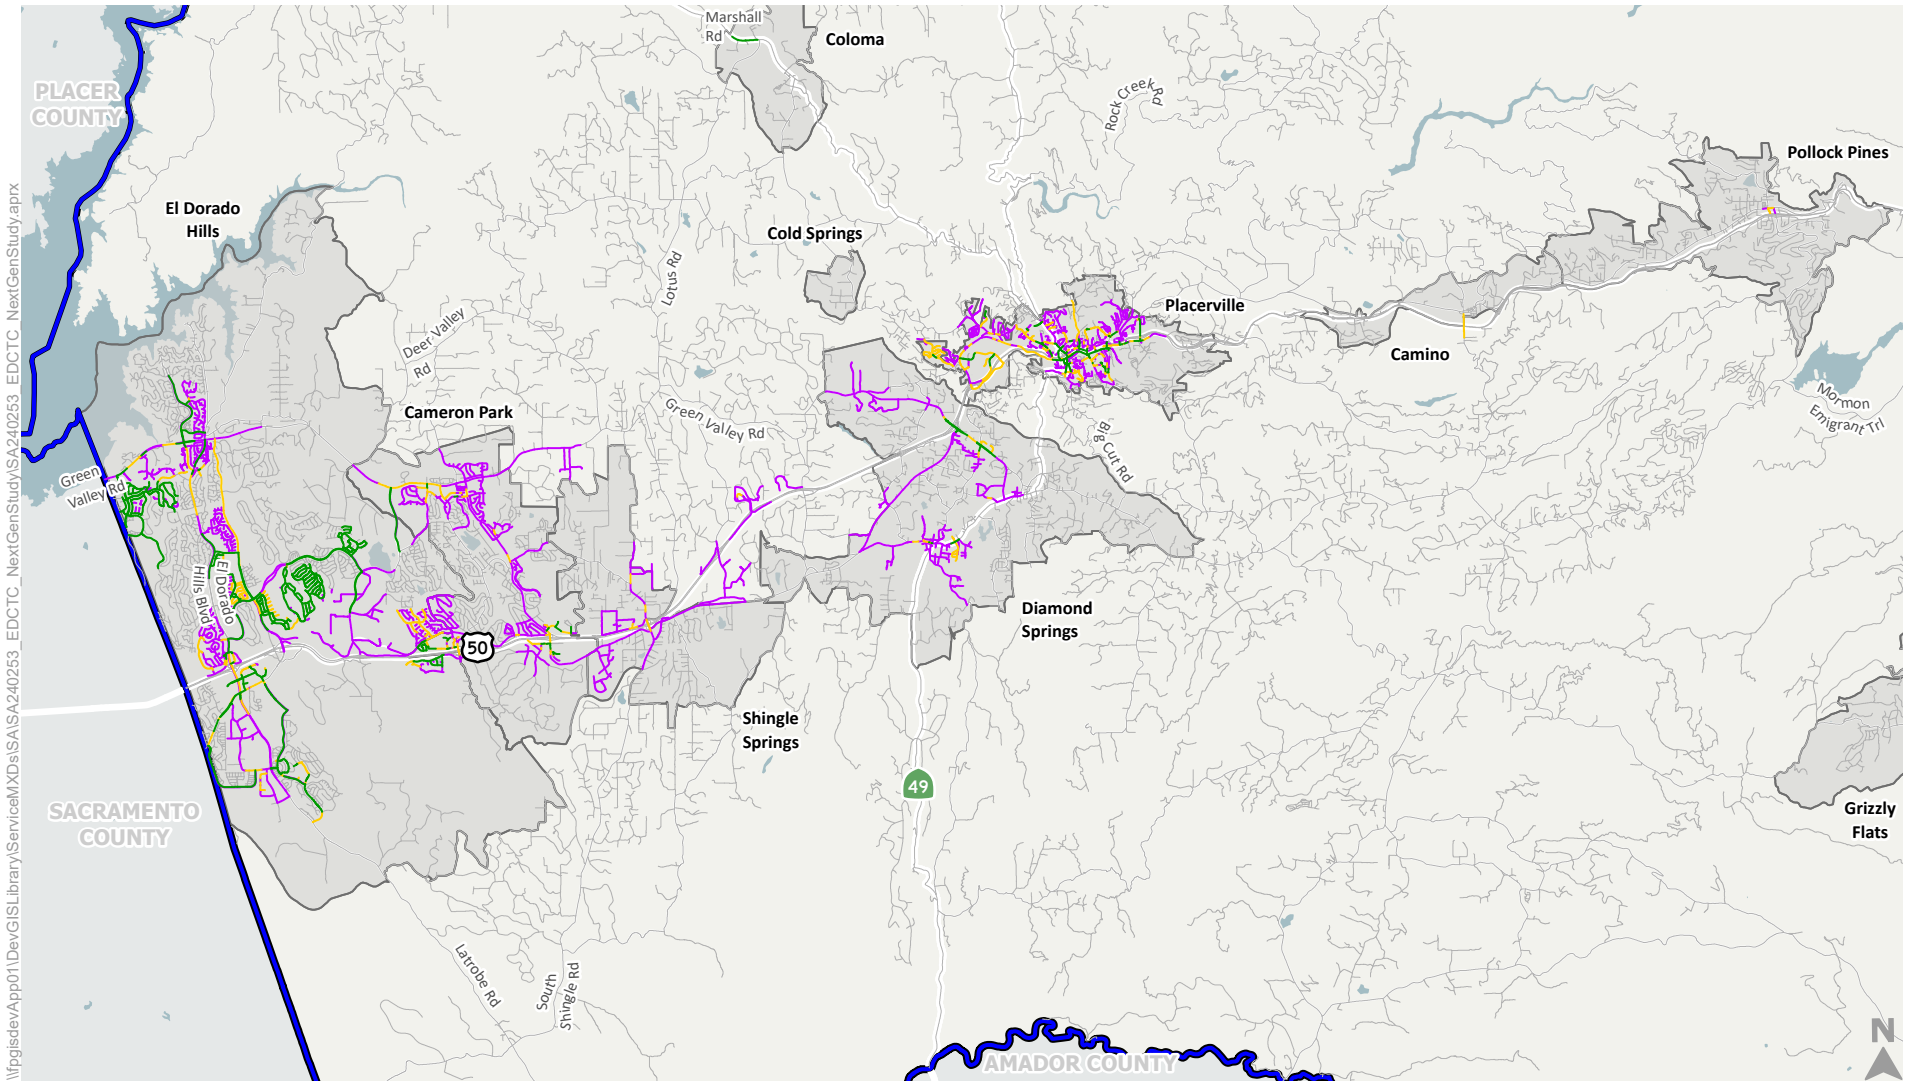 Marshall
Rd
Coloma
PLACER
COUNTY
Rock Creek Rd
Pollock Pines
El Dorado
Hills
Cold Springs
Lotus Rd
Placerville
Deer Valley
Rd
Camino
Cameron Park
Mormon
Emigrant Trl
Green Valley Rd
Big Cut Rd
Green
Valley Rd
El Dorado
Hills Blvd
50
Diamond
Springs
Shingle
Springs
49
SACRAMENTO
COUNTY
Grizzly
Flats
Latrobe Rd
South
Shingle Rd
N
AMADOR COUNTY
\\fpgisdevApp01\DevGISLibrary\ServiceMXDs\SA\SA240253_EDCTC_NextGenStudy\SA240253_EDCTC_NextGenStudy.aprx